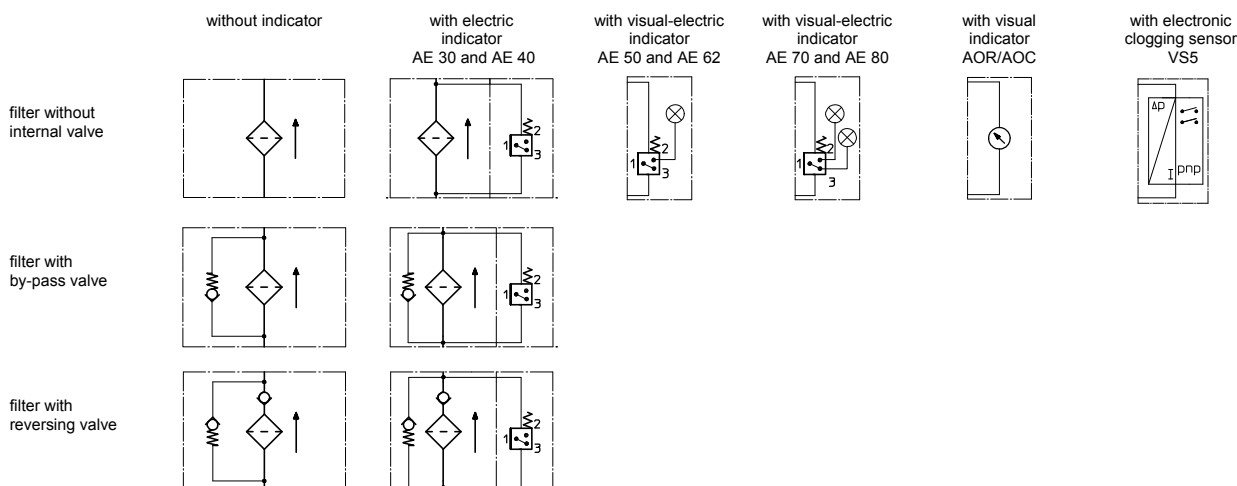 without indicator
with electric
indicator
AE 30 and AE 40
with visual-electric
indicator
AE 50 and AE 62
with visual-electric
indicator
AE 70 and AE 80
with visual
indicator
AOR/AOC
with electronic
clogging sensor
VS5
filter without
internal valve
1 2 3
1 2 3
1 2 3
Δp
I pnp
filter with
by-pass valve
1 2 3
filter with
reversing valve
1 2 3